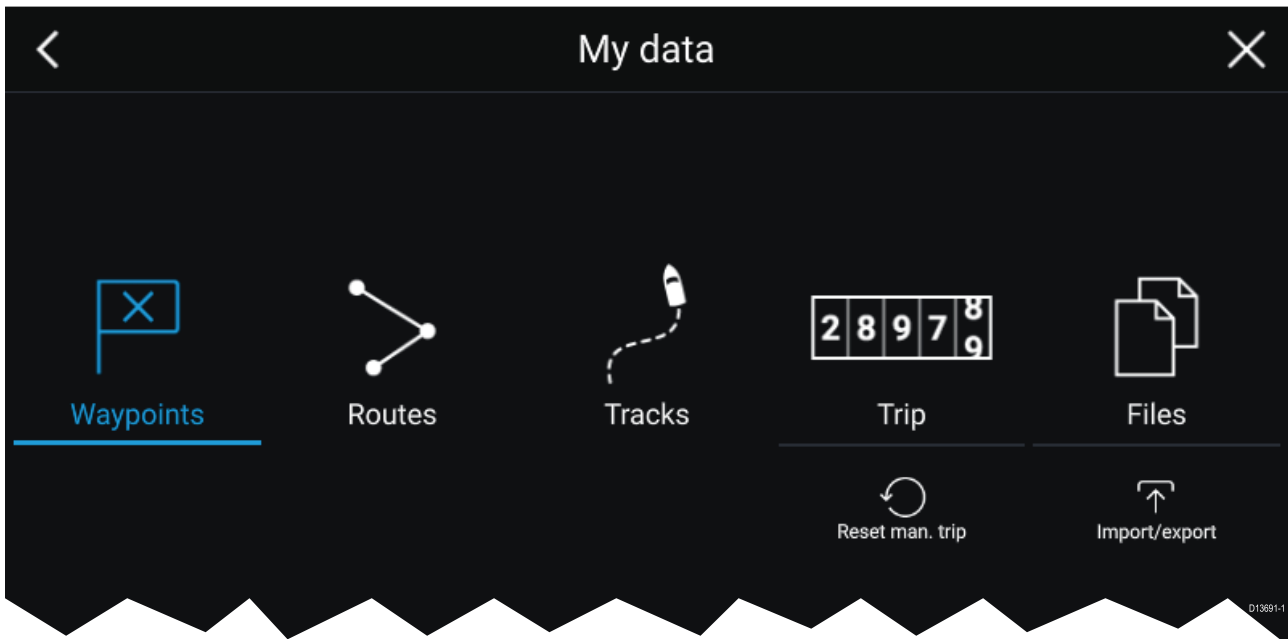 My data
2 8 9 7 8
9
Waypoints
Routes
Tracks
Trip
Files
Reset man. trip
Import/export
D13691-1